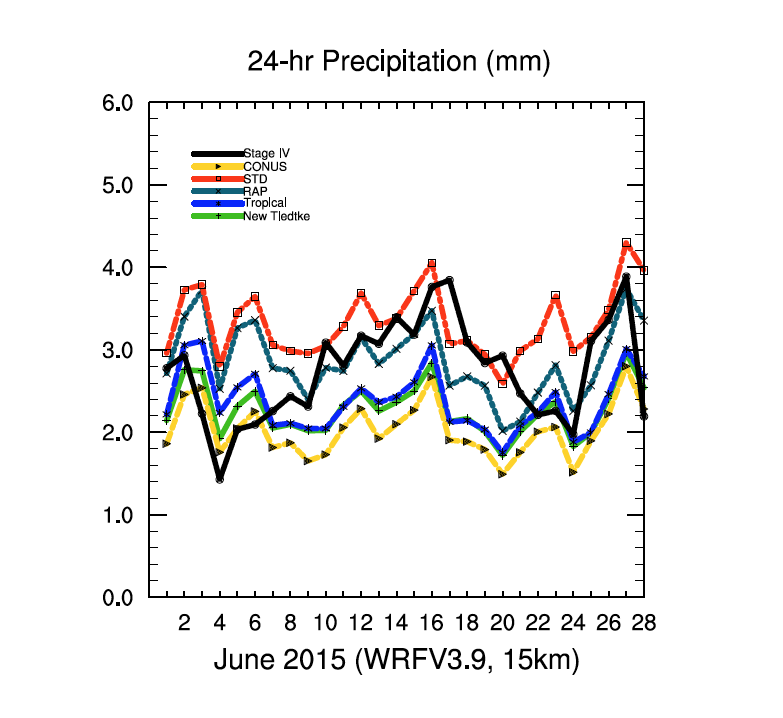 24-hr Precipitation (mm)
6.0
5.0
4.0
3.0
2.0
1.0
0.0
Stage IV
CONUS
STD
RAP
Tropical
New Tiedtke
2 4 6 8 10 12 14 16 18 20 22 24 26 28
June 2015 (WRFV3.9, 15km)